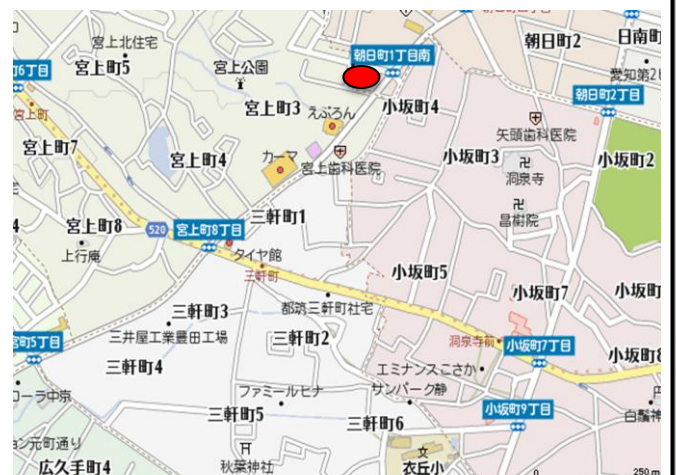 宮上北住宅
宮上町5
宮上公園
朝日町1丁目南
朝日町2
日南町
愛知第2
朝日町2丁目
宮上町
宮上町3
えぷろん
小坂町4
矢頭歯科医院
宮上町7
宮上町4
カーマ
宮上歯科医院
小坂町3
洞泉寺
小坂町2
三軒町1
昌樹院
宮上町8
520
宮上町8丁目
上行庵
タイヤ館
三軒町
小坂町5
小坂町7
小坂町
三軒町3
都筑三軒町社宅
三井屋工業豊田工場
三軒町2
洞泉寺前
小坂町7丁目
小坂町8
三軒町4
エミナンスこさか
サンパーク静
ローラ中京
ファミールヒナ
小坂町9丁目
三軒町5
三軒町6
白鬚神
元町通り
広久手町4
秋葉神社
衣丘小
0
250m